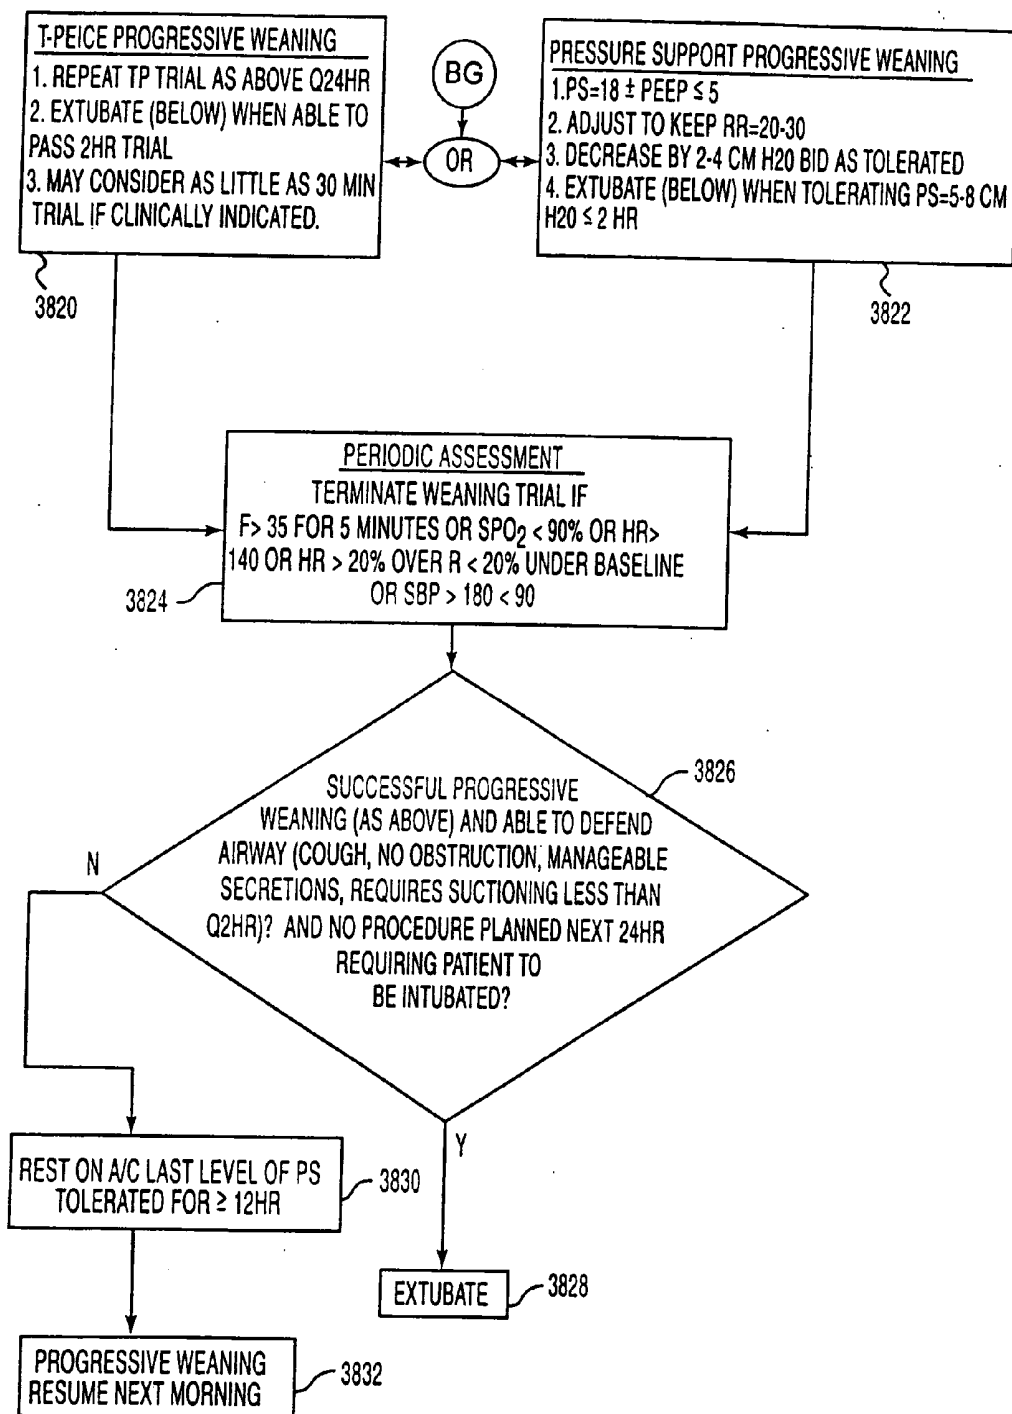 T-PEICE PROGRESSIVE WEANING
1. REPEAT TP TRIAL AS ABOVE Q24HR
2. EXTUBATE (BELOW) WHEN ABLE TO
PASS 2HR TRIAL
3. MAY CONSIDER AS LITTLE AS 30 MIN
TRIAL IF CLINICALLY INDICATED.
3820
BG
OR
PRESSURE SUPPORT PROGRESSIVE WEANING
1.PS=18 ± PEEP ≤ 5
2. ADJUST TO KEEP RR=20-30
3. DECREASE BY 2-4 CM H20 BID AS TOLERATED
4. EXTUBATE (BELOW) WHEN TOLERATING PS=5-8 CM
H20 ≤ 2 HR
3822
PERIODIC ASSESSMENT
TERMINATE WEANING TRIAL IF
F> 35 FOR 5 MINUTES OR SPO2 < 90% OR HR>
140 OR HR > 20% OVER R < 20% UNDER BASELINE
OR SBP > 180 < 90
3824
SUCCESSFUL PROGRESSIVE
WEANING (AS ABOVE) AND ABLE TO DEFEND
AIRWAY (COUGH, NO OBSTRUCTION, MANAGEABLE
SECRETIONS, REQUIRES SUCTIONING LESS THAN
Q2HR)? AND NO PROCEDURE PLANNED NEXT 24HR
REQUIRING PATIENT TO
BE INTUBATED?
3826
N
Y
REST ON A/C LAST LEVEL OF PS
TOLERATED FOR ≥ 12HR
3830
EXTUBATE
3828
PROGRESSIVE WEANING
RESUME NEXT MORNING
3832